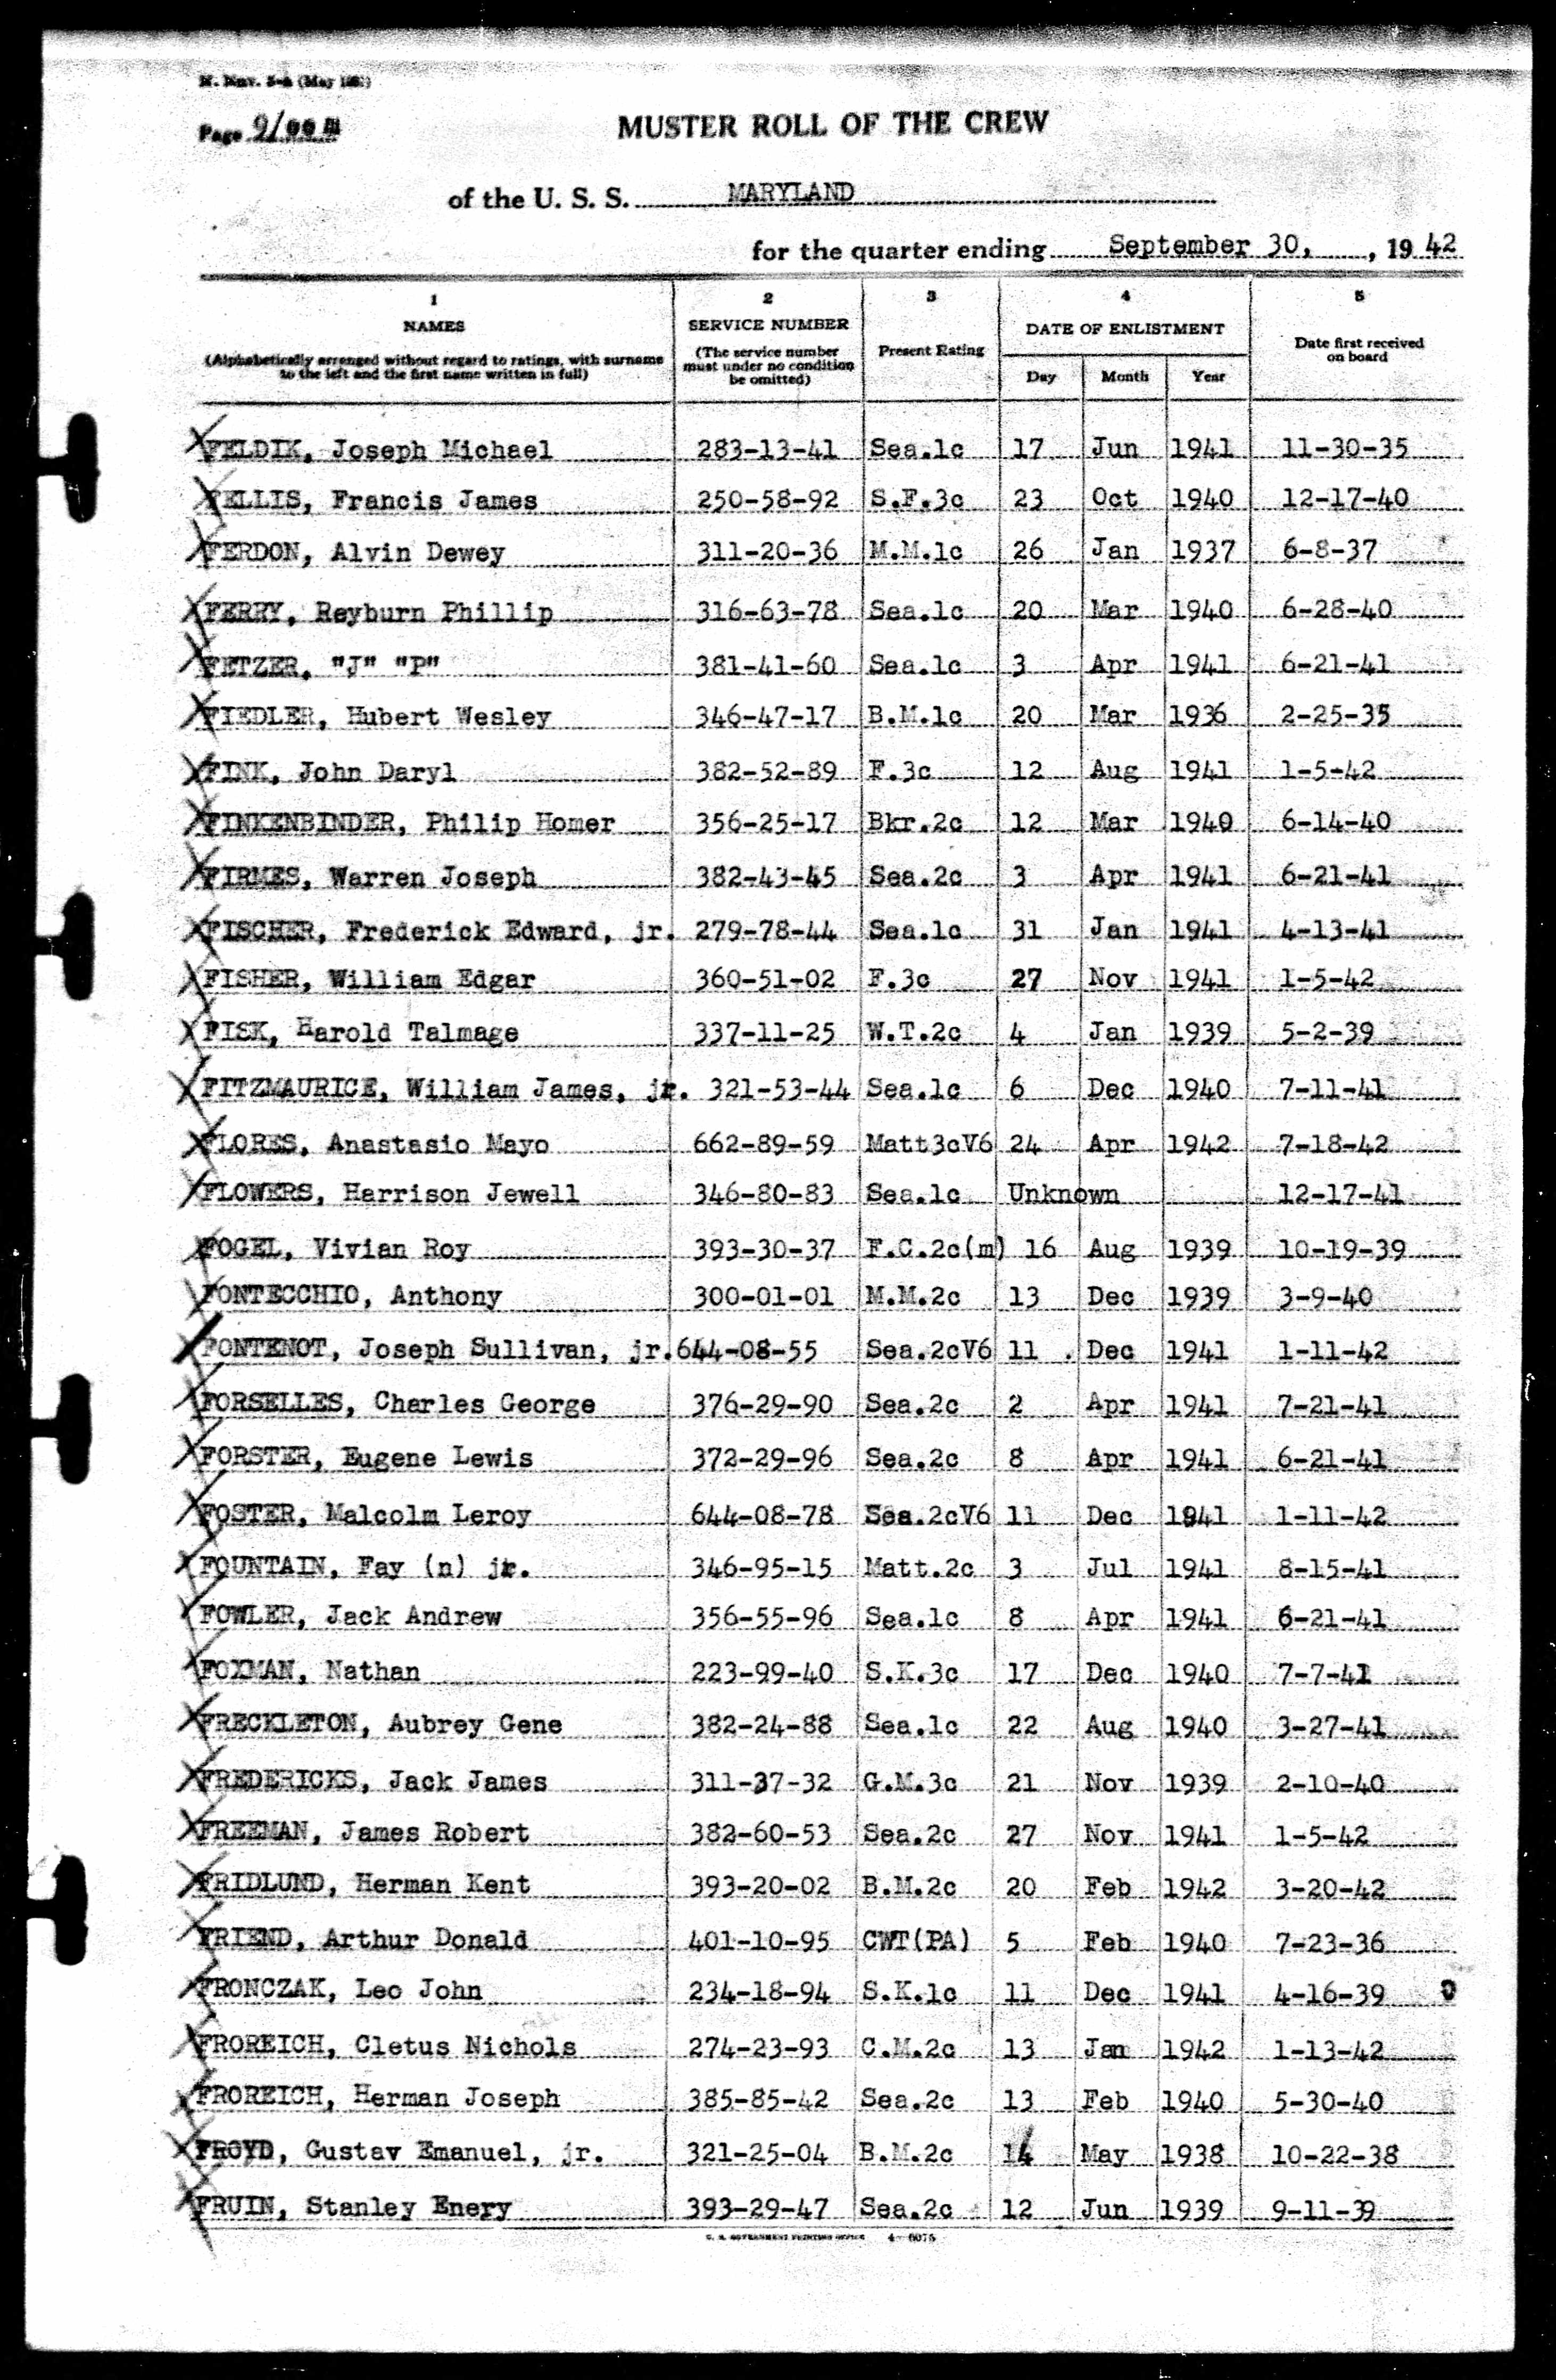 N. Nav. 5-a (May 193 )
Page 9/
MUSTER ROLL OF THE CREW
of the U. S. S. MARYLAND
for the quarter ending September 30, , 19 42
1 2 3 4 5
NAMES SERVICE NUMBER Present Rating DATE OF ENLISTMENT Date first received on board
(Alphabetically arranged without regard to ratings, with surname to the left and the first name written in full) (The service number must under no condition be omitted) Day Month Year
FELDIK, Joseph Michael 283-13-41 Sea.1c 17 Jun 1941 11-30-35
FELLIS, Francis James 250-58-92 S.F.3c 23 Oct 1940 12-17-40
FERDON, Alvin Dewey 311-20-36 M.M.1c 26 Jan 1937 6-8-37
FERRY, Reyburn Phillip 316-63-78 Sea.1c 20 Mar 1940 6-28-40
FETZER, "J" "P" 381-41-60 Sea.1c 3 Apr 1941 6-21-41
FIEDLER, Hubert Wesley 346-47-17 B.M.1c 20 Mar 1936 2-25-35
FINK, John Daryl 382-52-89 F.3c 12 Aug 1941 1-5-42
FINKENBINDER, Philip Homer 356-25-17 Bkr.2c 12 Mar 1940 6-14-40
FIRMES, Warren Joseph 382-43-45 Sea.2c 3 Apr 1941 6-21-41
FISCHER, Frederick Edward, jr. 279-78-44 Sea.1c 31 Jan 1941 4-13-41
FISHER, William Edgar 360-51-02 F.3c 27 Nov 1941 1-5-42
FISK, Harold Talmage 337-11-25 W.T.2c 4 Jan 1939 5-2-39
FITZMAURICE, William James, jr. 321-53-44 Sea.1c 6 Dec 1940 7-11-41
FLORES, Anastasio Mayo 662-89-59 Matt3cV6 24 Apr 1942 7-18-42
FLOWERS, Harrison Jewell 346-80-83 Sea.1c Unknown 12-17-41
FOGEL, Vivian Roy 393-30-37 F.C.2c(m) 16 Aug 1939 10-19-39
FONTECCHIO, Anthony 300-01-01 M.M.2c 13 Dec 1939 3-9-40
FONTENOT, Joseph Sullivan, jr. 644-08-55 Sea.2cV6 11 . Dec 1941 1-11-42
FORSELLES, Charles George 376-29-90 Sea.2c 2 Apr 1941 7-21-41
FORSTER, Eugene Lewis 372-29-96 Sea.2c 8 Apr 1941 6-21-41
FOSTER, Malcolm Leroy 644-08-78 Sea.2cV6 11 Dec 1941 1-11-42
FOUNTAIN, Fay (n) jr. 346-95-15 Matt.2c 3 Jul 1941 8-15-41
FOWLER, Jack Andrew 356-55-96 Sea.1c 8 Apr 1941 6-21-41
FOXMAN, Nathan 223-99-40 S.K.3c 17 Dec 1940 7-7-41
FRECKLETON, Aubrey Gene 382-24-88 Sea.1c 22 Aug 1940 3-27-41
FREDERICKS, Jack James 311-37-32 G.M.3c 21 Nov 1939 2-10-40
FREEMAN, James Robert 382-60-53 Sea.2c 27 Nov 1941 1-5-42
FRIDLUND, Herman Kent 393-20-02 B.M.2c 20 Feb 1942 3-20-42
FRIEND, Arthur Donald 401-10-95 CWT(PA) 5 Feb 1940 7-23-36
FRONCZAK, Leo John 234-18-94 S.K.1c 11 Dec 1941 4-16-39
FROREICH, Cletus Nichols 274-23-93 C.M.2c 13 Jan 1942 1-13-42
FROREICH, Herman Joseph 385-85-42 Sea.2c 13 Feb 1940 5-30-40
FROYD, Gustav Emanuel, jr. 321-25-04 B.M.2c 14 May 1938 10-22-38
FRUIN, Stanley Enery 393-29-47 Sea.2c 12 Jun 1939 9-11-39
U. S. GOVERNMENT PRINTING OFFICE 4-6075